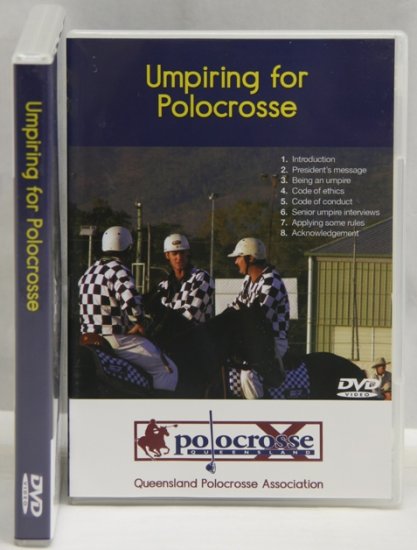 Umpiring for Polocrosse
DVD
VIDEO
Umpiring for
Polocrosse
1. Introduction
2. President's message
3. Being an umpire
4. Code of ethics
5. Code of conduct
6. Senior umpire interviews
7. Applying some rules
8. Acknowledgement
DVD
VIDEO
polocrosse
QUEENSLAND
X
Queensland Polocrosse Association